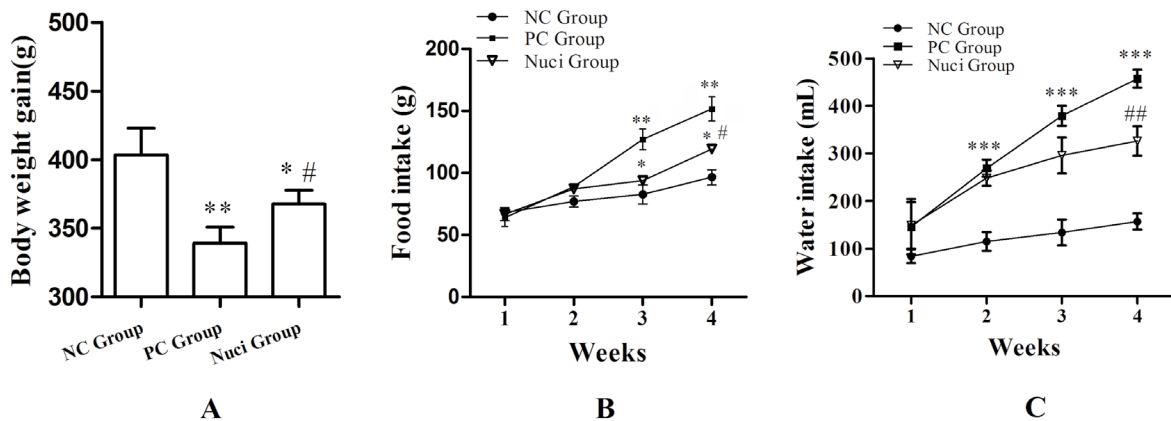 Body weight gain(g)
500
450
400
350
300
**
* #
NC Group
PC Group
Nuci Group
A
NC Group
PC Group
Nuci Group
Food intake (g)
200
150
100
50
0
**
**
*
* #
1 2 3 4
Weeks
B
NC Group
PC Group
Nuci Group
Water intake (mL)
500
400
300
200
100
0
***
***
***
##
1 2 3 4
Weeks
C